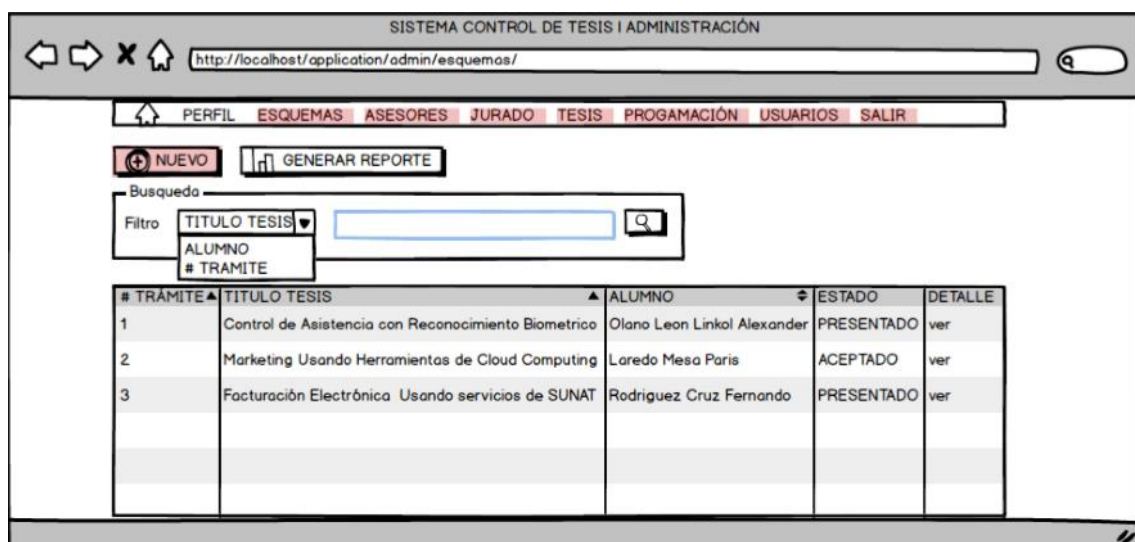 SISTEMA CONTROL DE TESIS | ADMINISTRACIÓN
http://localhost/application/admin/esquemas/
PERFIL ESQUEMAS ASESORES JURADO TESIS PROGAMACIÓN USUARIOS SALIR
NUEVO GENERAR REPORTE
Busqueda
Filtro TITULO TESIS
ALUMNO
# TRAMITE
# TRÁMITE TITULO TESIS ALUMNO ESTADO DETALLE
1 Control de Asistencia con Reconocimiento Biometrico Olano Leon Linkol Alexander PRESENTADO ver
2 Marketing Usando Herramientas de Cloud Computing Laredo Mesa Paris ACEPTADO ver
3 Facturación Electrônica Usando servicios de SUNAT Rodriguez Cruz Fernando PRESENTADO ver